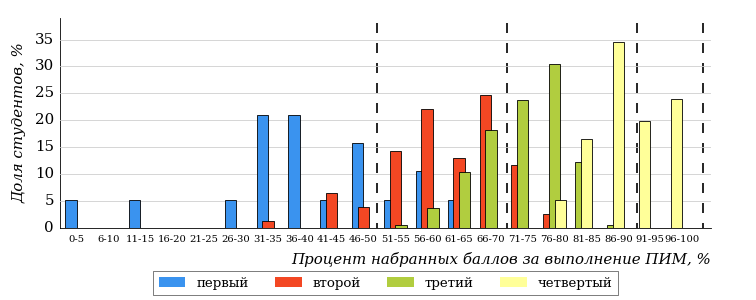 Доля студентов, %
35
30
25
20
15
10
5
0
0-5 6-10 11-15 16-20 21-25 26-30 31-35 36-40 41-45 46-50 51-55 56-60 61-65 66-70 71-75 76-80 81-85 86-90 91-95 96-100
Процент набранных баллов за выполнение ПИМ, %
первый второй третий четвертый